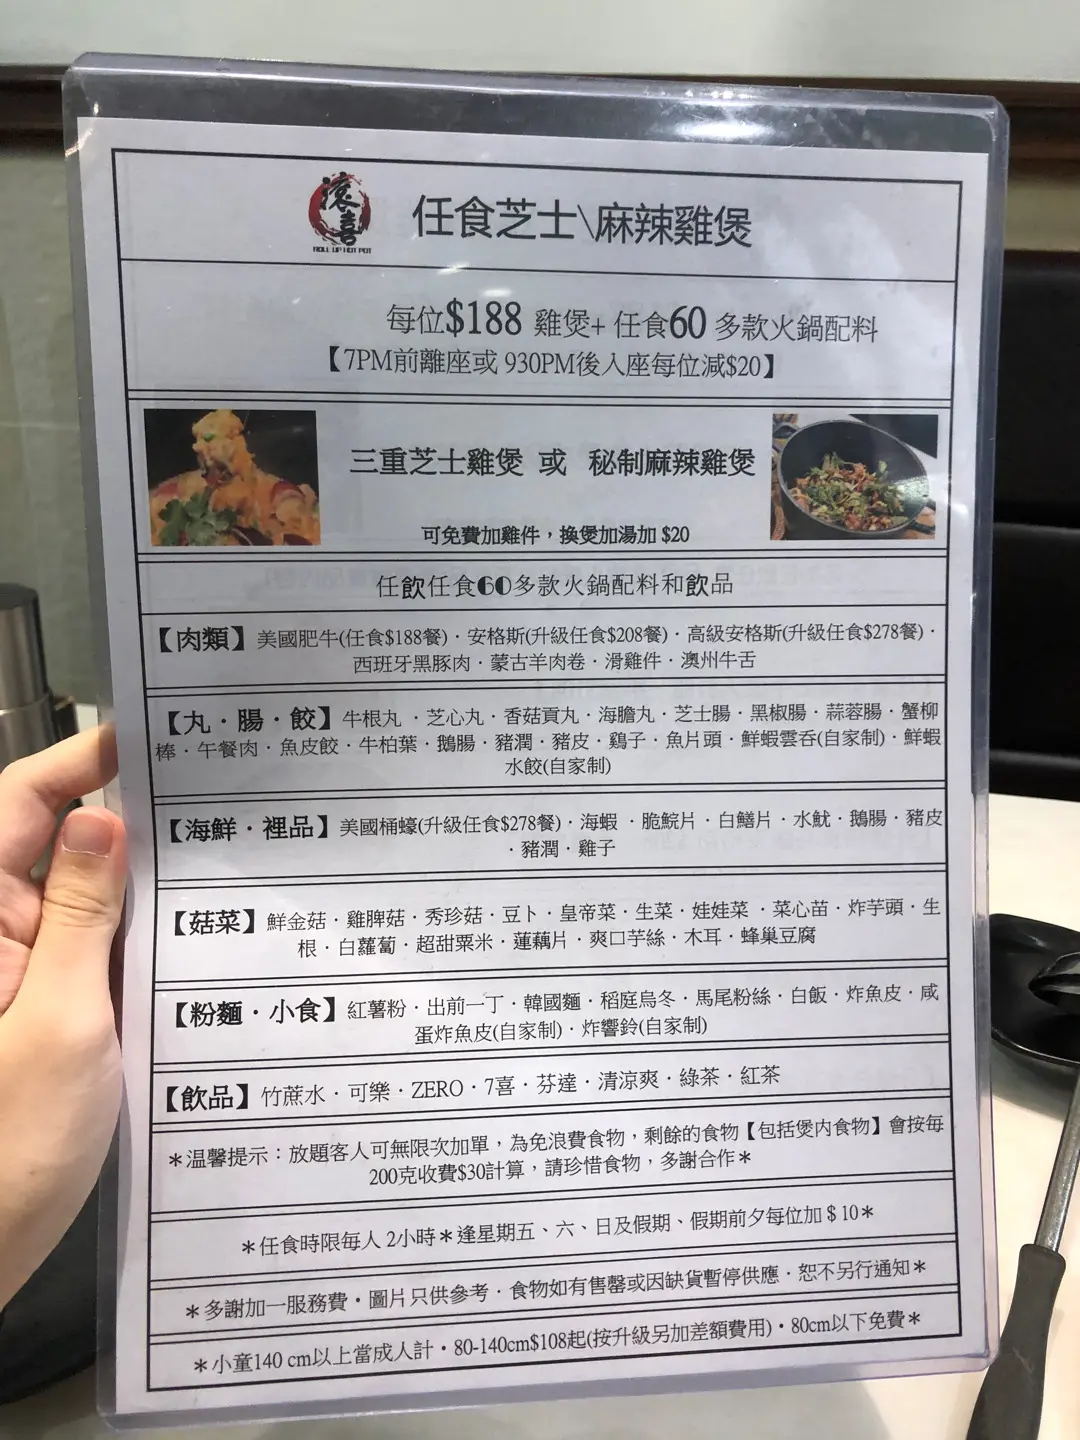 滾喜
ROLL UP HOT POT
任食芝士\麻辣雞煲
每位$188 雞煲+ 任食60多款火鍋配料
【7PM前離座或 930PM後入座每位減$20】
三重芝士雞煲 或 秘制麻辣雞煲
可免費加雞件，換煲加湯加 $20
任飲任食60多款火鍋配料和飲品
【肉類】美國肥牛(任食$188餐)．安格斯(升級任食$208餐)．高級安格斯(升級任食$278餐)．
西班牙黑豚肉．蒙古羊肉卷．滑雞件．澳州牛舌
【丸．腸．餃】牛根丸 ．芝心丸．香菇貢丸．海膽丸．芝士腸．黑椒腸．蒜蓉腸．蟹柳
棒．午餐肉．魚皮餃．牛柏葉．鵝腸．豬潤．豬皮．鷄子．魚片頭．鮮蝦雲吞(自家制)．鮮蝦
水餃(自家制)
【海鮮．裡品】美國桶蠔(升級任食$278餐)．海蝦 ．脆鯇片．白鱔片．水魷．鵝腸．豬皮
．豬潤．雞子
【菇菜】鮮金菇．雞脾菇．秀珍菇．豆卜．皇帝菜．生菜．娃娃菜 ．菜心苗．炸芋頭．生
根．白蘿蔔．超甜粟米．蓮藕片．爽口芋絲．木耳．蜂巢豆腐
【粉麵．小食】紅薯粉．出前一丁．韓國麵．稻庭烏冬．馬尾粉絲．白飯．炸魚皮．咸
蛋炸魚皮(自家制)．炸響鈴(自家制)
【飲品】竹蔗水．可樂．ZERO．7喜．芬達．清涼爽．綠茶．紅茶
＊温馨提示：放題客人可無限次加單，為免浪費食物，剩餘的食物【包括煲內食物】會按每
200克收費$30計算，請珍惜食物，多謝合作＊
＊任食時限每人 2小時＊逢星期五、六、日及假期、假期前夕每位加 $ 10＊
＊多謝加一服務費．圖片只供參考．食物如有售罄或因缺貨暫停供應．恕不另行通知＊
＊小童140 cm以上當成人計．80-140cm$108起(按升級另加差額費用)．80cm以下免費＊